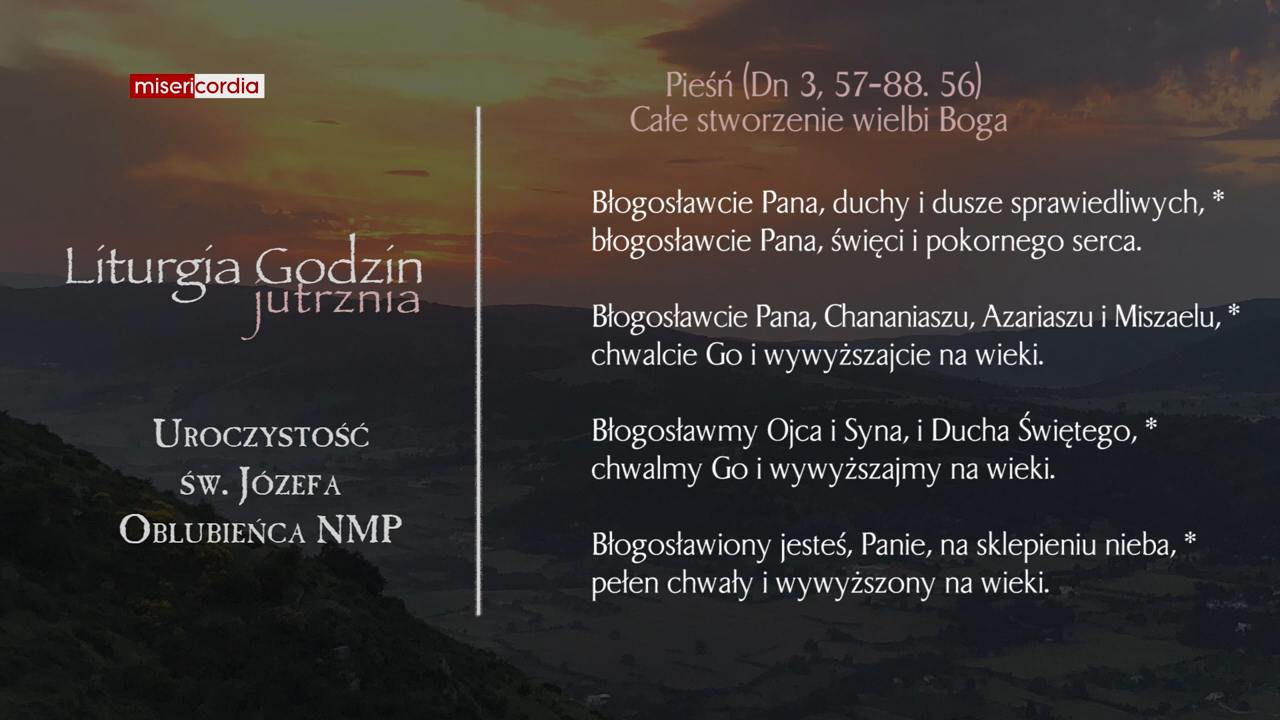 misericordia
Liturgia Godzin
jutrznia
Uroczystość
św. Józefa
Oblubieńca NMP
Pieśń (Dn 3, 57-88. 56)
Całe stworzenie wielbi Boga
Błogosławcie Pana, duchy i dusze sprawiedliwych, *
błogosławcie Pana, święci i pokornego serca.
Błogosławcie Pana, Chananiaszu, Azariaszu i Miszaelu, *
chwalcie Go i wywyższajcie na wieki.
Błogosławmy Ojca i Syna, i Ducha Świętego, *
chwalmy Go i wywyższajmy na wieki.
Błogosławiony jesteś, Panie, na sklepieniu nieba, *
pełen chwały i wywyższony na wieki.